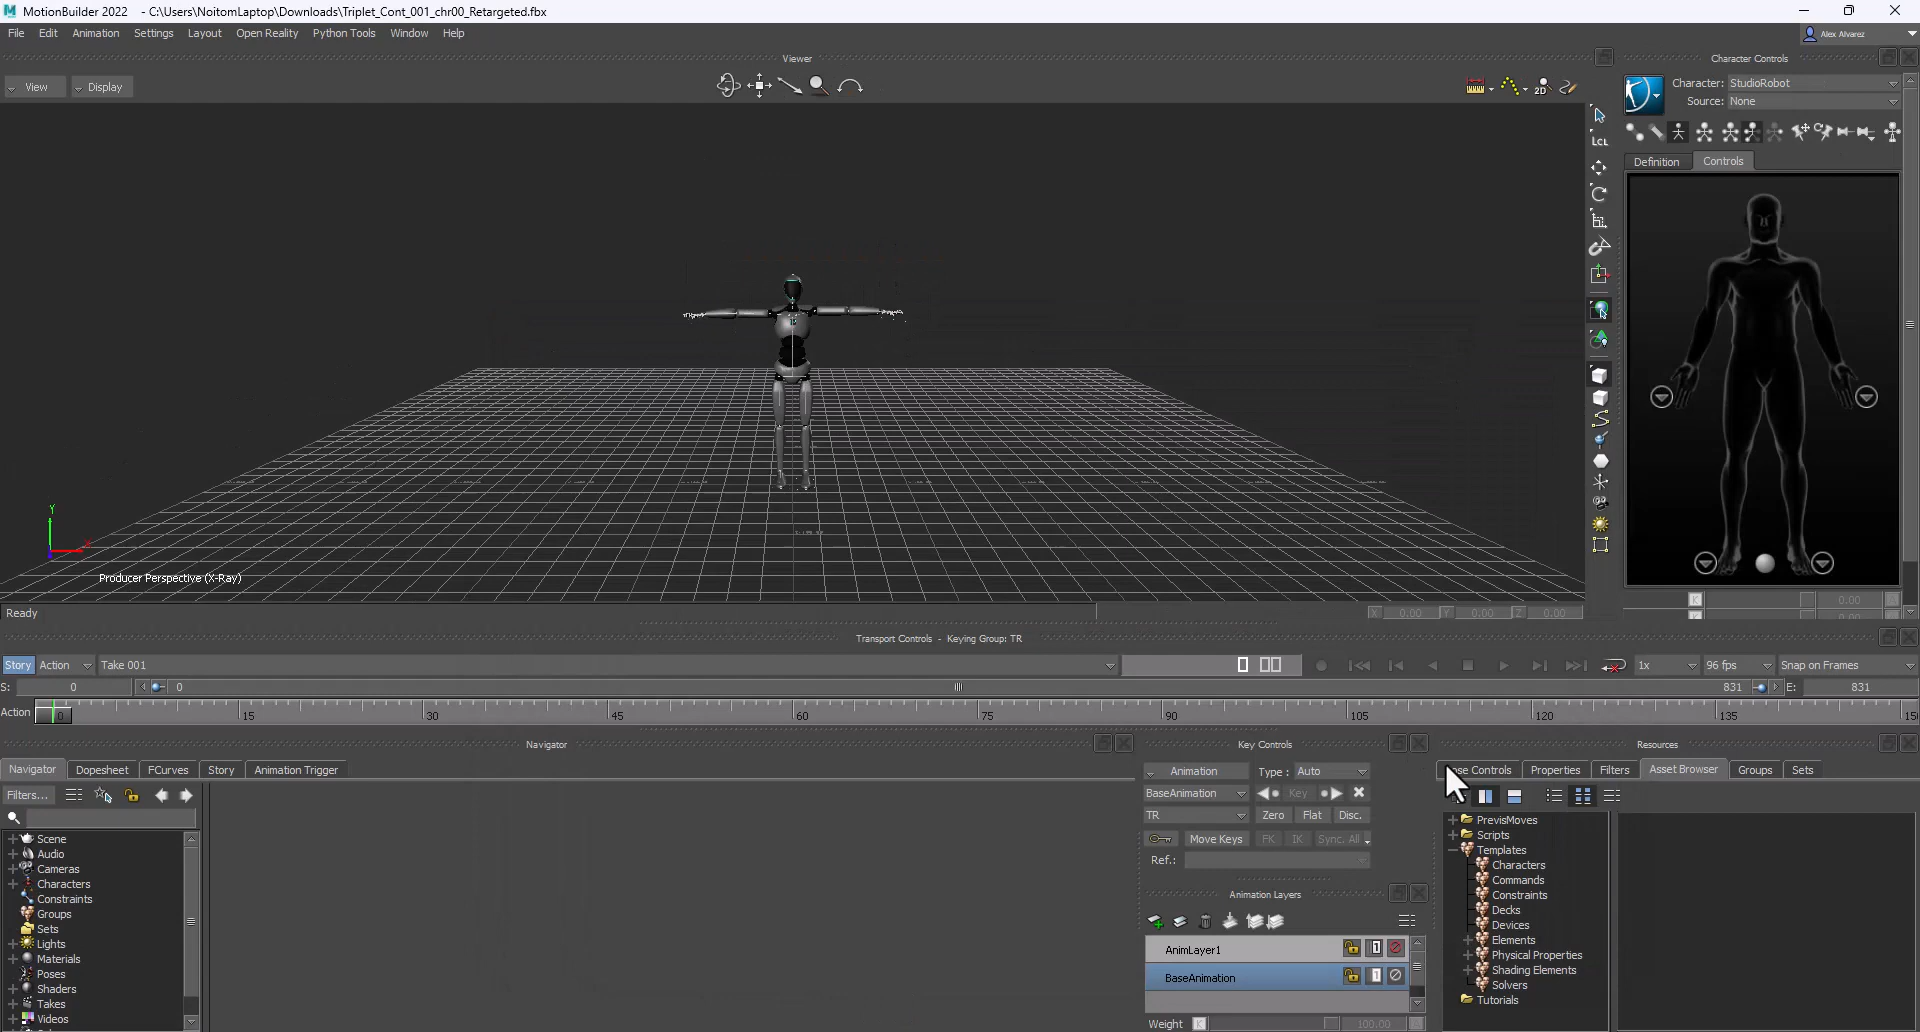 MotionBuilder 2022 - C:\Users\NoitomLaptop\Downloads\Triplet_Cont_001_chr00_Retargeted.fbx
File Edit Animation Settings Layout Open Reality Python Tools Window Help
Alex Alvarez
Viewer
Character Controls
View Display
2D
Character: StudioRobot
Source: None
LCL
Definition Controls
Y
X
Producer Perspective (X-Ray)
Ready
X 0.00 Y 0.00 Z 0.00
K 0.00
Transport Controls - Keying Group: TR
Story Action Take 001
1x 96 fps Snap on Frames
S: 0 0 831 E: 831
Action 0 15 30 45 60 75 90 105 120 135 150
Navigator
Key Controls
Resources
Navigator Dopesheet FCurves Story Animation Trigger
Animation Type: Auto
Controls Properties Filters Asset Browser Groups Sets
Filters...
BaseAnimation Key
TR Zero Flat Disc.
Move Keys FK IK Sync. All
Ref.:
Scene
Audio
Cameras
Characters
Constraints
Groups
Sets
Lights
Materials
Poses
Shaders
Takes
Videos
Animation Layers
AnimLayer1 1
BaseAnimation 1
Weight K 100.00
PrevisMoves
Scripts
Templates
Characters
Commands
Constraints
Decks
Devices
Elements
Physical Properties
Shading Elements
Solvers
Tutorials